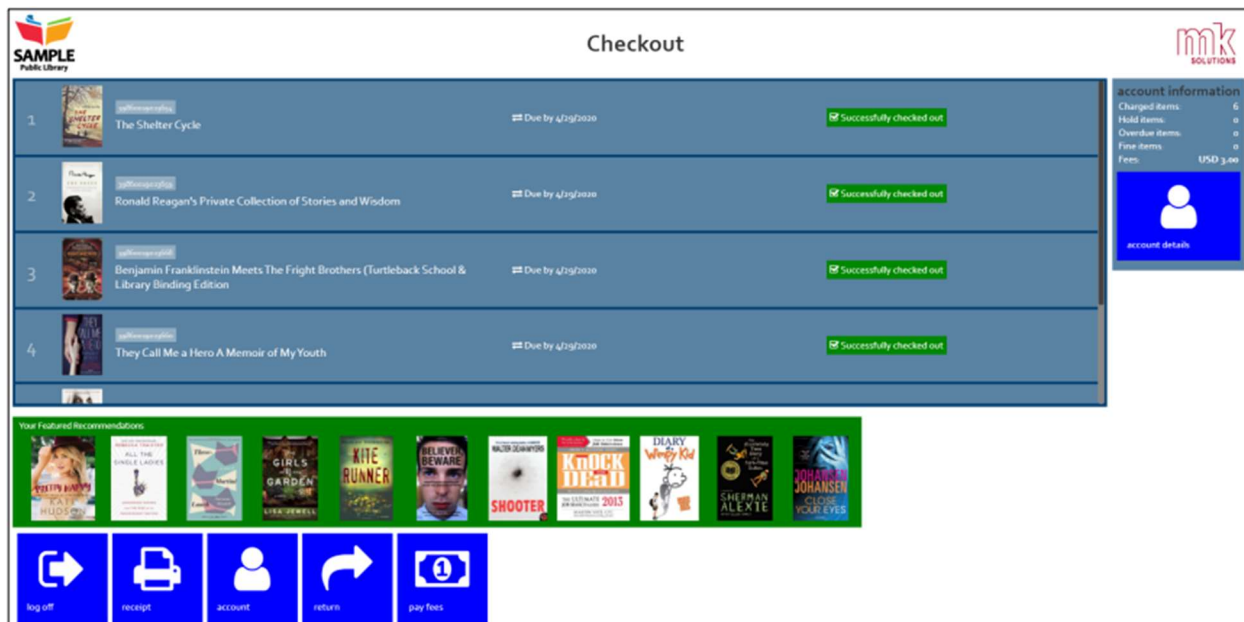 SAMPLE
Public Library
Checkout
mk
SOLUTIONS
1
The Shelter Cycle
Due by 4/29/2020
Successfully checked out
2
Ronald Reagan's Private Collection of Stories and Wisdom
Due by 4/29/2020
Successfully checked out
3
Benjamin Franklinstein Meets The Fright Brothers (Turtleback School &
Library Binding Edition
Due by 4/29/2020
Successfully checked out
4
They Call Me a Hero A Memoir of My Youth
Due by 4/29/2020
Successfully checked out
account information
Charged items: 6
Hold items: 0
Overdue items: 0
Fine items 0
Fees: USD 3.00
account details
Your Featured Recommendations
PRETTY HAPPY
KATE
HUDSON
ALL THE
SINGLE LADIES
THE
GIRLS
GARDEN
LISA JEWELL
KITE
RUNNER
BELIEVER,
BEWARE
WALTER DEAN MYERS
SHOOTER
KNOCK
DEAD
THE ULTIMATE
2013
DIARY
of a
Wimpy Kid
SHERMAN
ALEXIE
JOHANSEN
JOHANSEN
CLOSE
YOUR EYES
log off
receipt
account
return
1
pay fees